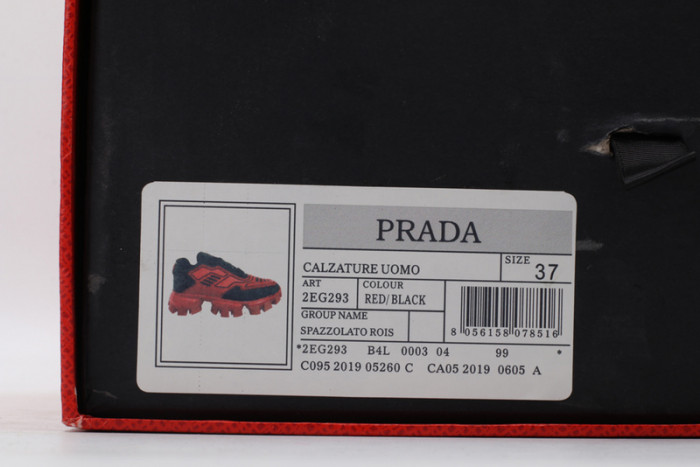 PRADA
CALZATURE UOMO
SIZE 37
ART
2EG293
COLOUR
RED/BLACK
GROUP NAME
SPAZZOLATO ROIS
8 056158 078516
*2EG293 B4L 0003 04 99 *
C095 2019 05260 C CA05 2019 0605 A